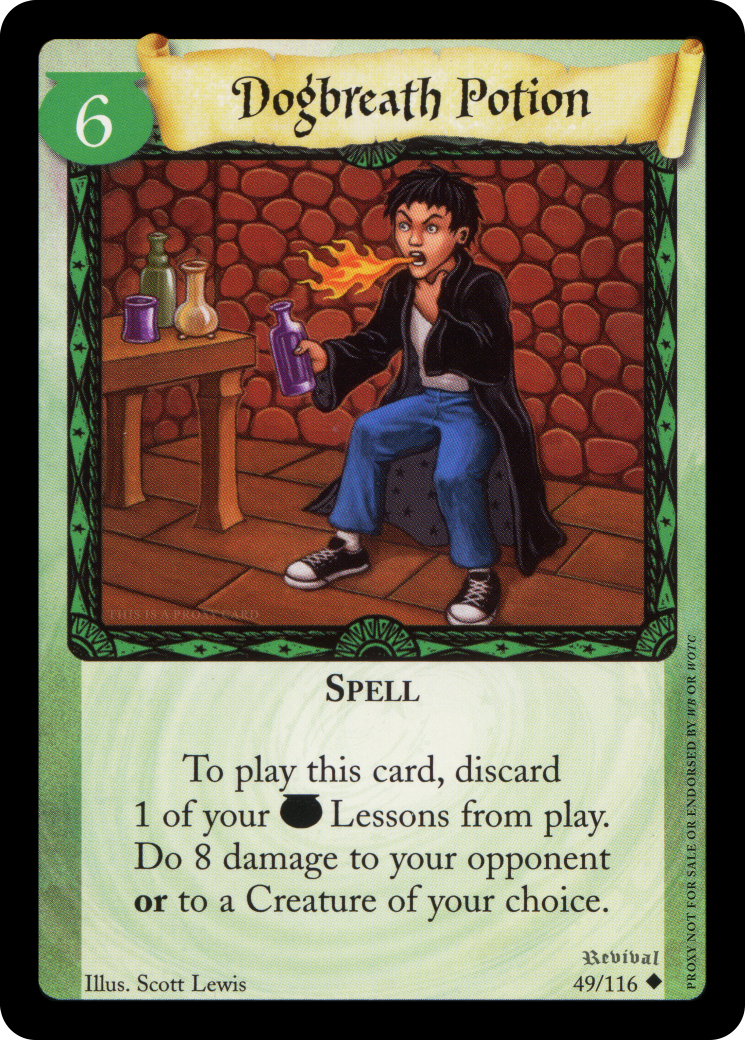 6
Dogbreath Potion
THIS IS A PROXY CARD
SPELL
To play this card, discard
1 of your Lessons from play.
Do 8 damage to your opponent
or to a Creature of your choice.
Revival
Illus. Scott Lewis
49/116
PROXY NOT FOR SALE OR ENDORSED BY WB OR WOTC